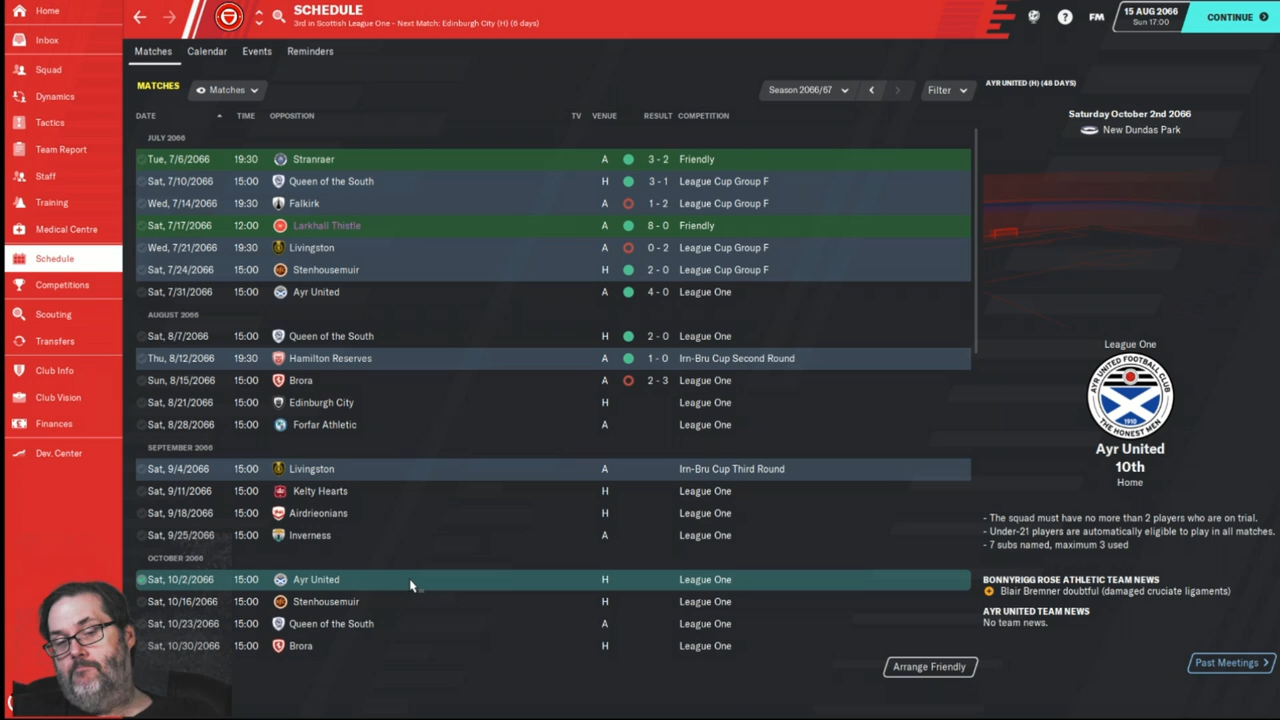 Home
Inbox
Squad
Dynamics
Tactics
Team Report
Staff
Training
Medical Centre
Schedule
Competitions
Scouting
Transfers
Club Info
Club Vision
Finances
Dev. Center
SCHEDULE
3rd in Scottish League One - Next Match: Edinburgh City (H) (6 days)
? FM 15 AUG 2066 Sun 17:00 CONTINUE
Matches Calendar Events Reminders
MATCHES Matches Season 2066/67 Filter
DATE TIME OPPOSITION TV VENUE RESULT COMPETITION
JULY 2066
Tue, 7/6/2066 19:30 Stranraer A 3 - 2 Friendly
Sat, 7/10/2066 15:00 Queen of the South H 3 - 1 League Cup Group F
Wed, 7/14/2066 19:30 Falkirk A 1 - 2 League Cup Group F
Sat, 7/17/2066 12:00 Larkhall Thistle A 8 - 0 Friendly
Wed, 7/21/2066 19:30 Livingston A 0 - 2 League Cup Group F
Sat, 7/24/2066 15:00 Stenhousemuir H 2 - 0 League Cup Group F
Sat, 7/31/2066 15:00 Ayr United A 4 - 0 League One
AUGUST 2066
Sat, 8/7/2066 15:00 Queen of the South H 2 - 0 League One
Thu, 8/12/2066 19:30 Hamilton Reserves A 1 - 0 Irn-Bru Cup Second Round
Sun, 8/15/2066 15:00 Brora A 2 - 3 League One
Sat, 8/21/2066 15:00 Edinburgh City H League One
Sat, 8/28/2066 15:00 Forfar Athletic A League One
SEPTEMBER 2066
Sat, 9/4/2066 15:00 Livingston A Irn-Bru Cup Third Round
Sat, 9/11/2066 15:00 Kelty Hearts H League One
Sat, 9/18/2066 15:00 Airdrieonians H League One
Sat, 9/25/2066 15:00 Inverness A League One
OCTOBER 2066
Sat, 10/2/2066 15:00 Ayr United H League One
Sat, 10/16/2066 15:00 Stenhousemuir H League One
Sat, 10/23/2066 15:00 Queen of the South A League One
Sat, 10/30/2066 15:00 Brora H League One
Arrange Friendly
AYR UNITED (H) (48 DAYS)
Saturday October 2nd 2066
New Dundas Park
League One
AYR UNITED FOOTBALL CLUB
1910
THE HONEST MEN
Ayr United
10th
Home
- The squad must have no more than 2 players who are on trial.
- Under-21 players are automatically eligible to play in all matches.
- 7 subs named, maximum 3 used
BONNYRIGG ROSE ATHLETIC TEAM NEWS
Blair Bremner doubtful (damaged cruciate ligaments)
AYR UNITED TEAM NEWS
No team news.
Past Meetings